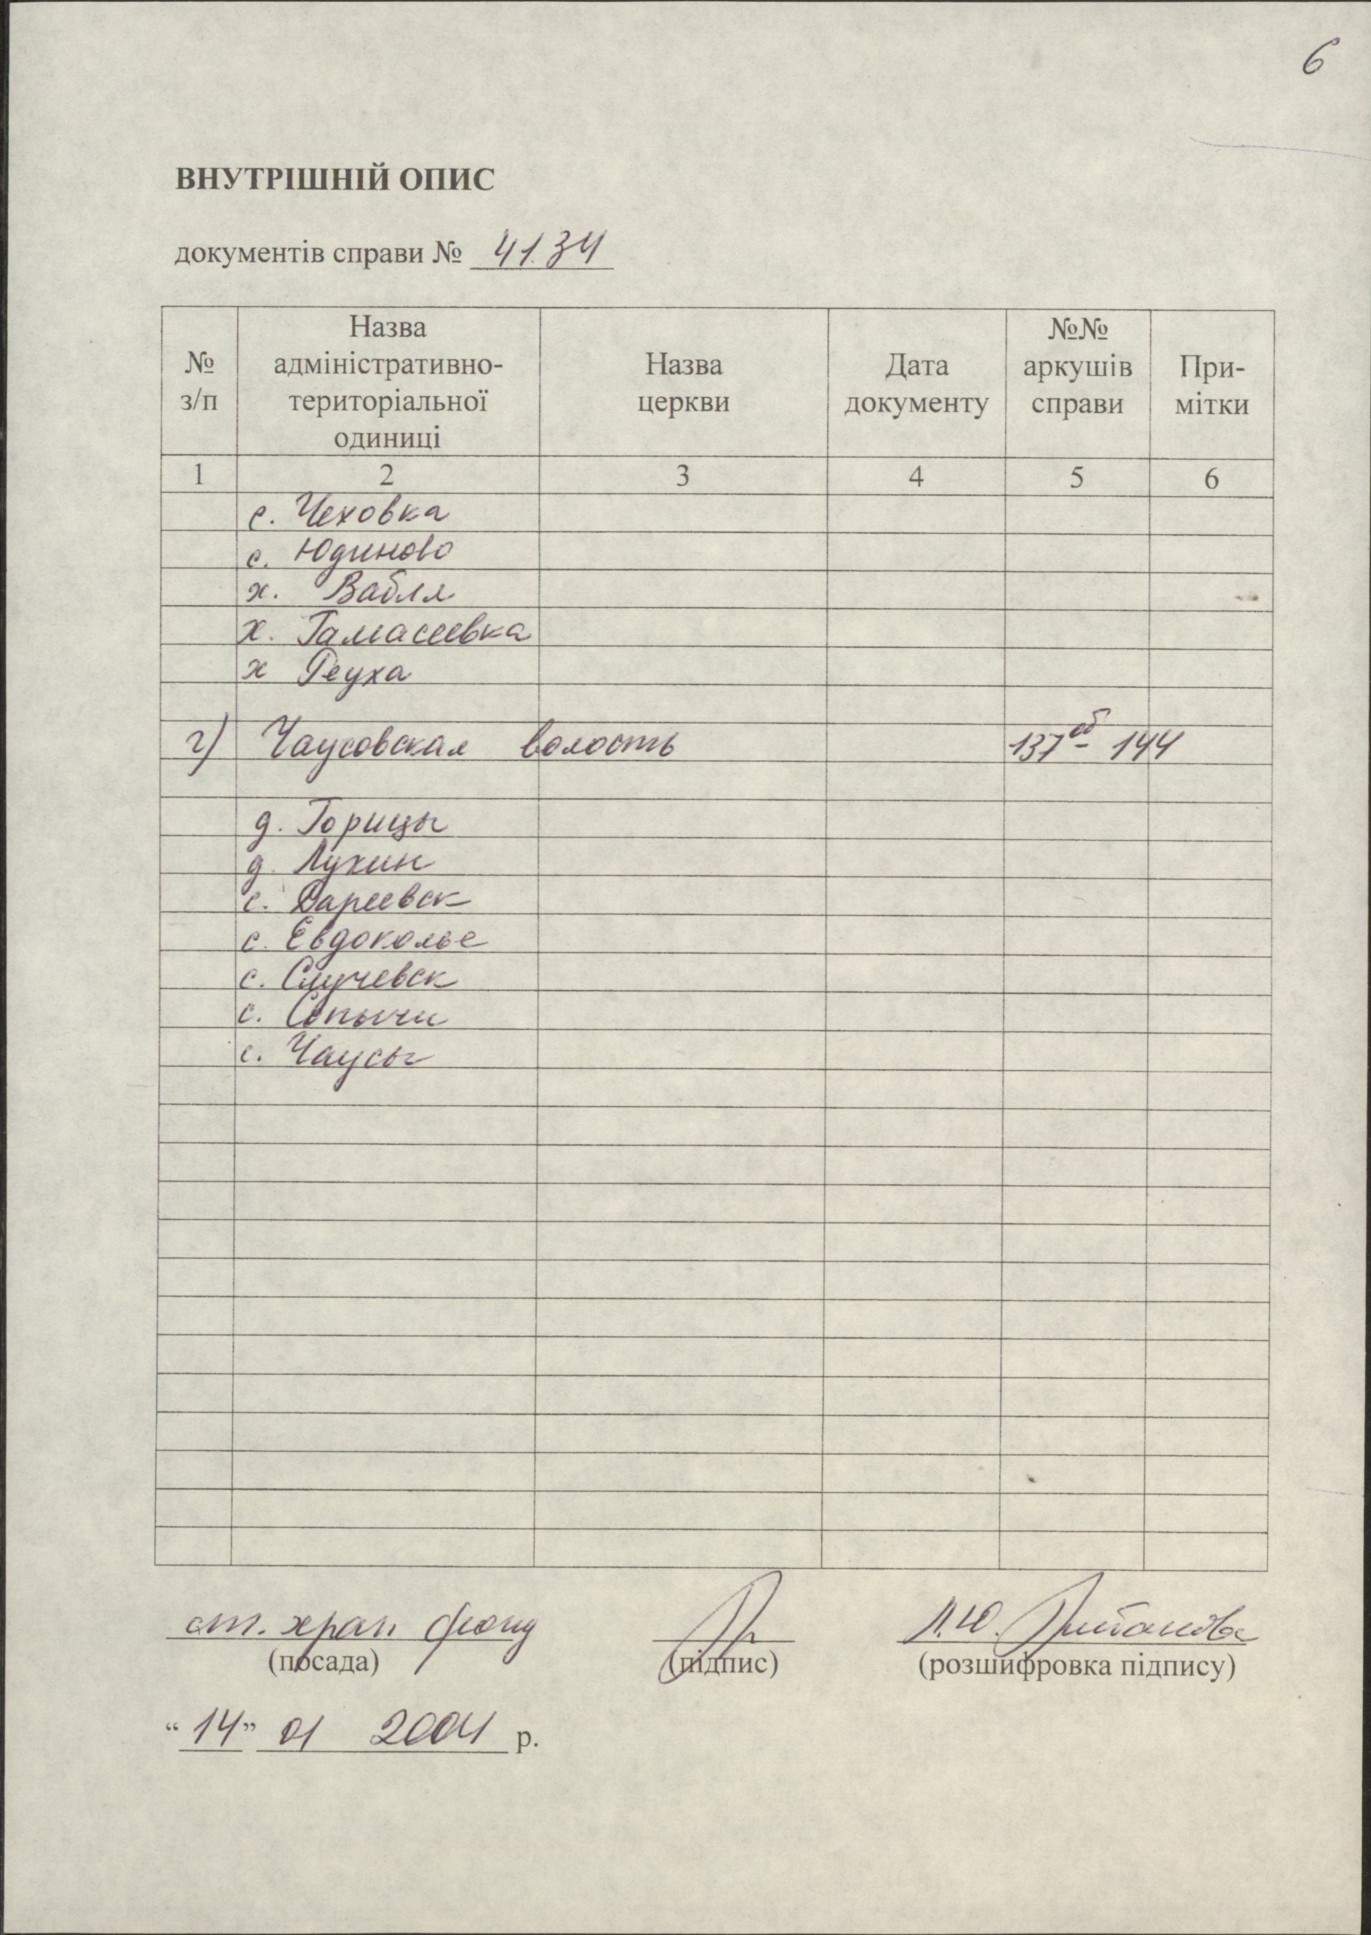 6
ВНУТРІШНІЙ ОПИС
документів справи № 4134
№ з/п
Назва адміністративно-територіальної одиниці
Назва церкви
Дата документу
№№ аркушів справи
При-мітки
1 2 3 4 5 6
с. Чеховка
с. Юдиново
х. Вабля
х. Гамасеевка
х Реуха
г) Чаусовская волость 137об - 144
д. Горицы
д. Лукин
с. Дареевск
с. Евдоколье
с. Случевск
с. Сопычи
с. Чаусы
ст. хран фонд
(посада) (підпис) (розшифровка підпису)
“14” 01 2004 р.